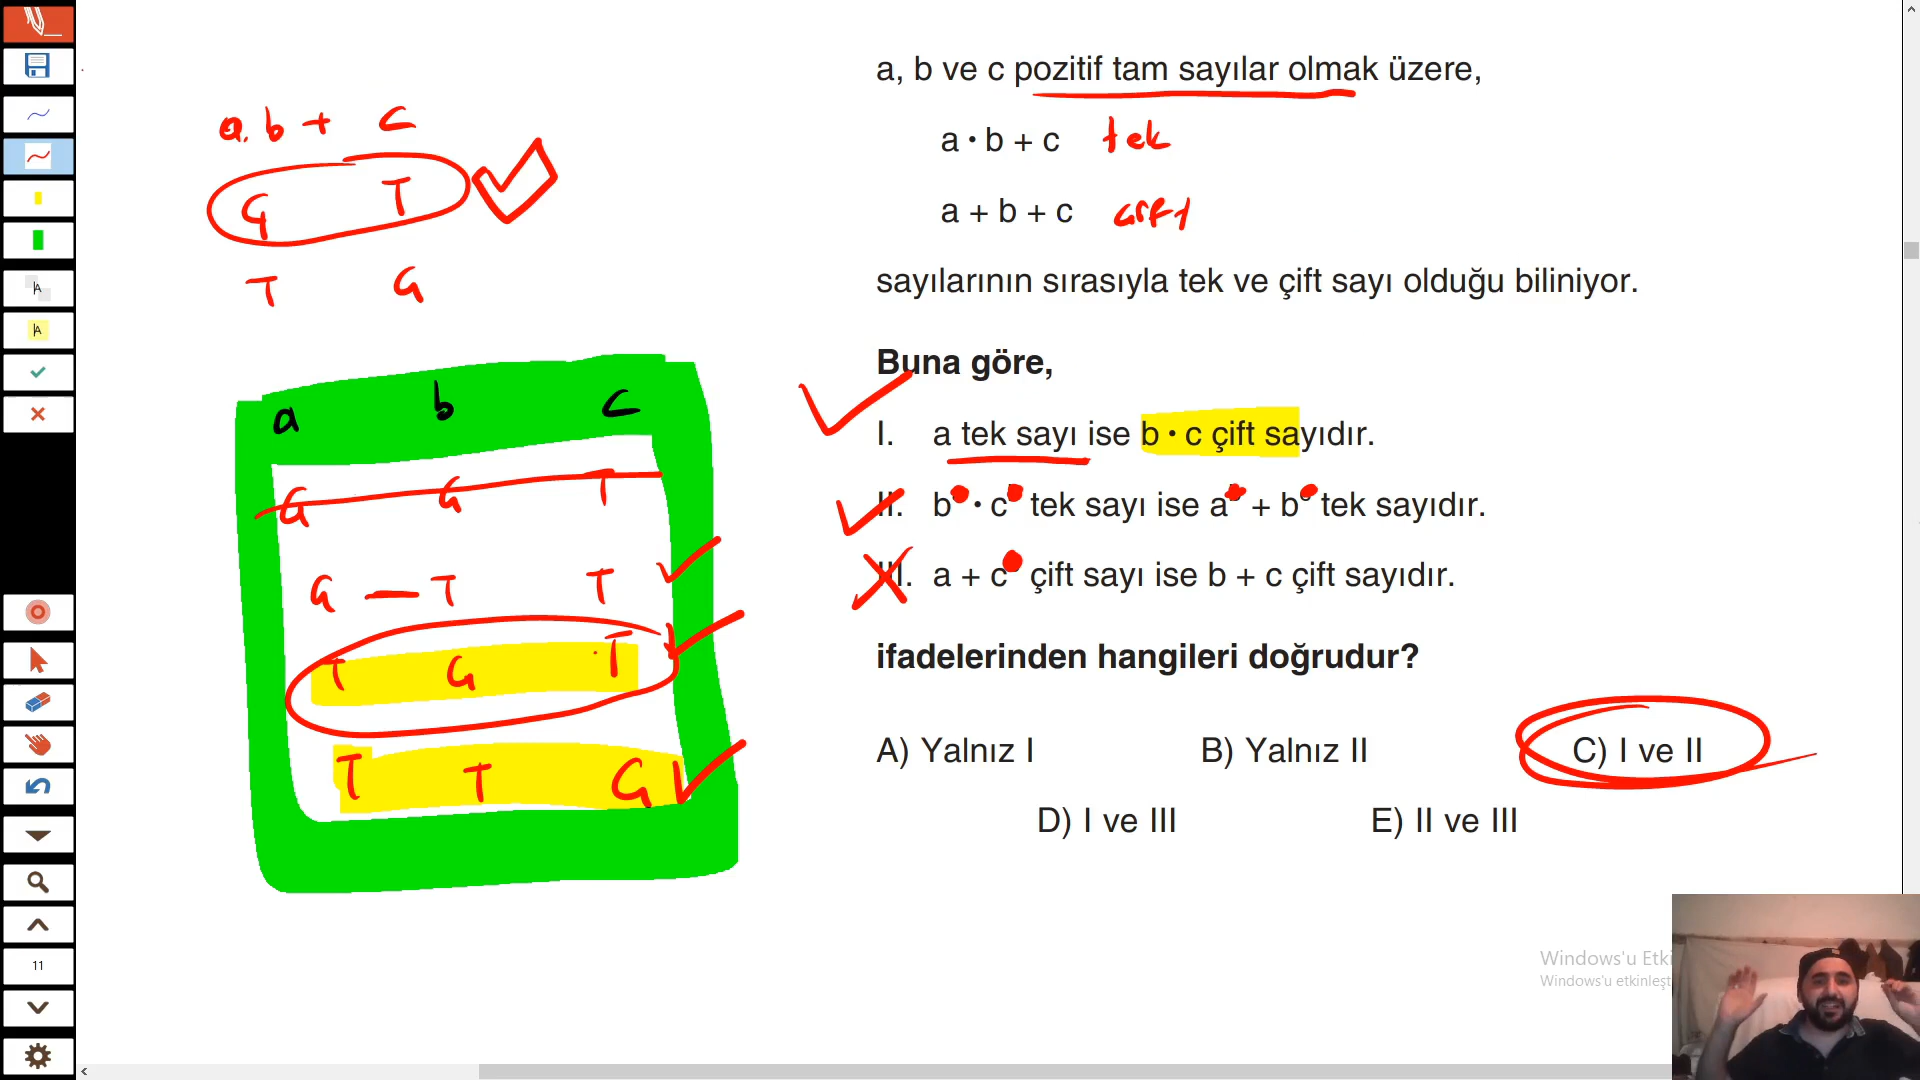 a, b ve c pozitif tam sayılar olmak üzere,
a · b + c tek
a + b + c çift
sayılarının sırasıyla tek ve çift sayı olduğu biliniyor.
Buna göre,
I. a tek sayı ise b · c çift sayıdır.
II. b · c tek sayı ise a + b tek sayıdır.
III. a + c çift sayı ise b + c çift sayıdır.
ifadelerinden hangileri doğrudur?
A) Yalnız I B) Yalnız II C) I ve II
D) I ve III E) II ve III
a.b + c
Ç T
T Ç
a b c
Ç Ç T
Ç — T T
T Ç T
T T Ç
A
A
11
Windows'u Etki
Windows'u etkinleşt